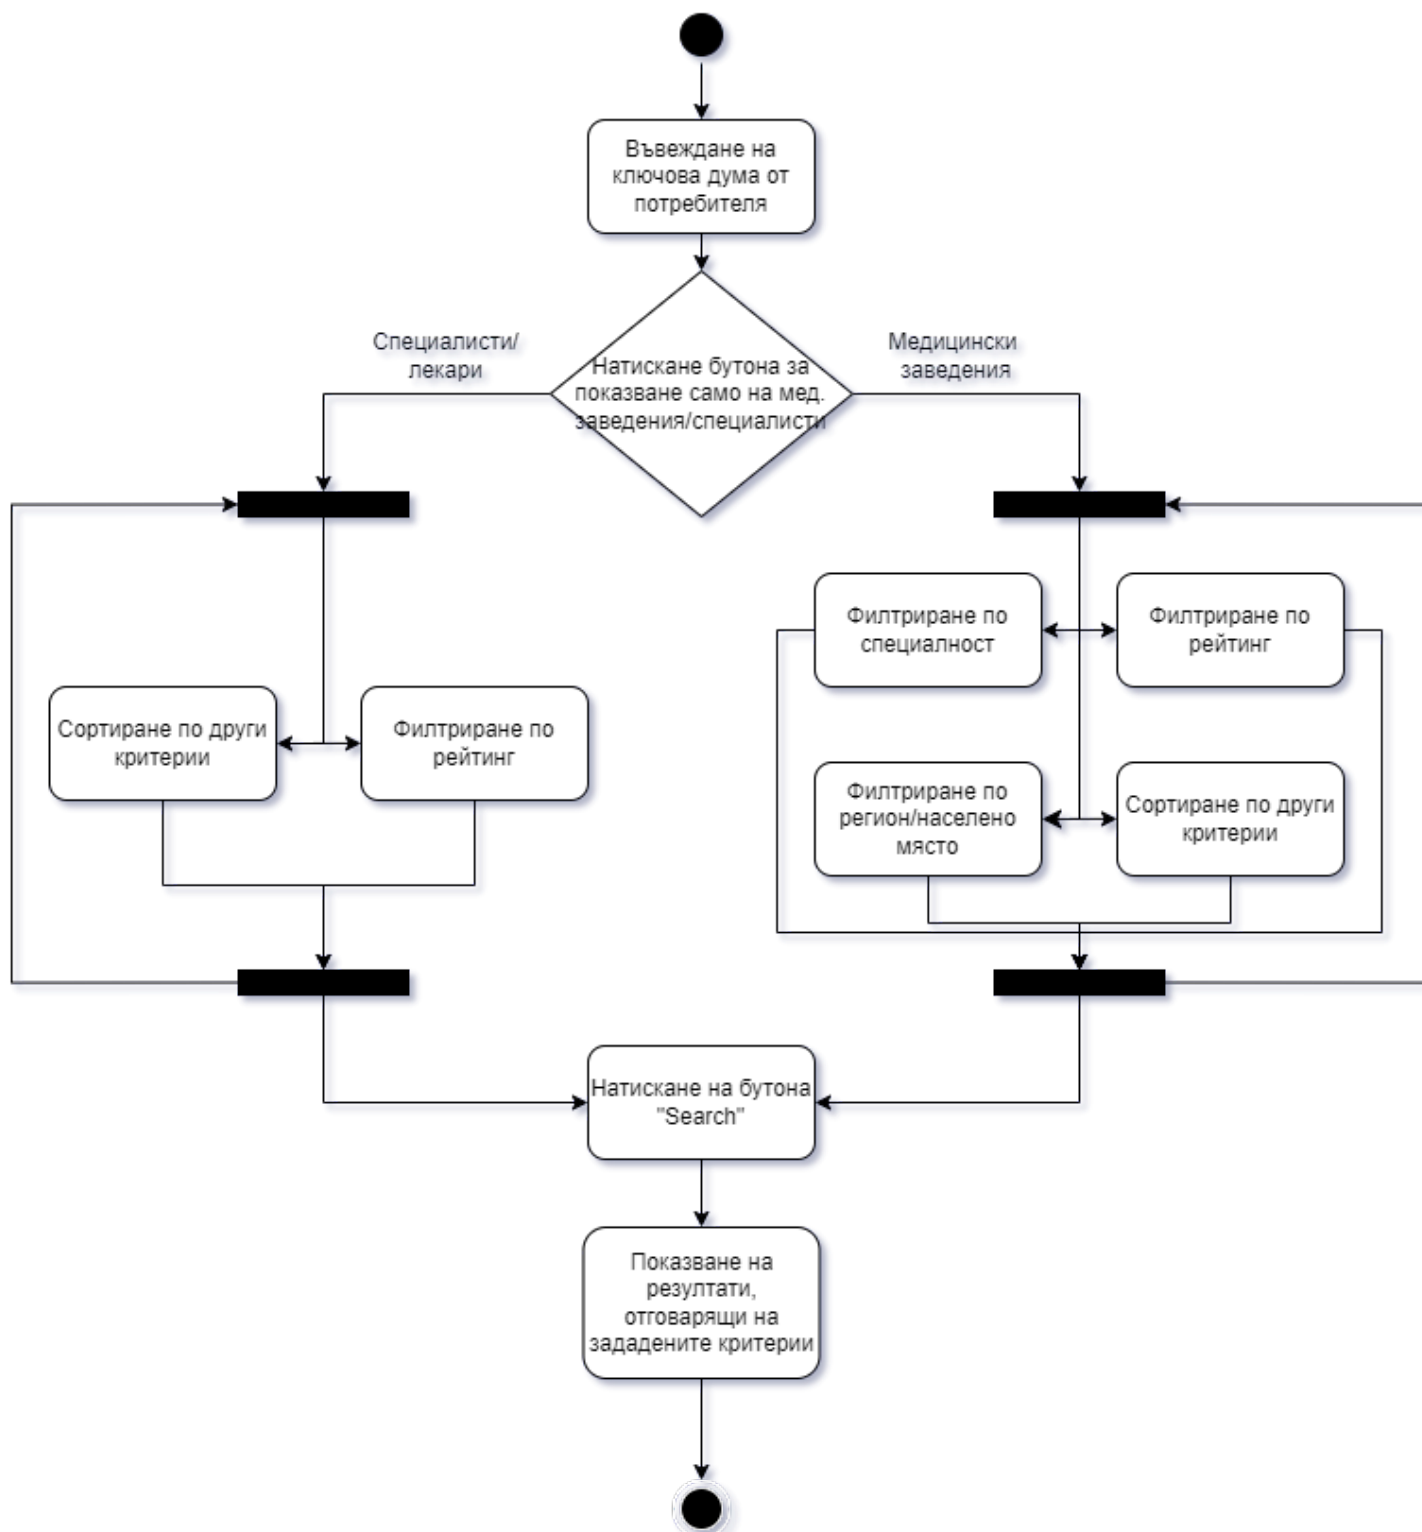 Въвеждане на
ключова дума от
потребителя
Специалисти/
лекари
Натискане бутона за
показване само на мед.
заведения/специалисти
Медицински
заведения
Филтриране по
специалност
Филтриране по
рейтинг
Сортиране по други
критерии
Филтриране по
рейтинг
Филтриране по
регион/населено
място
Сортиране по други
критерии
Натискане на бутона
"Search"
Показване на
резултати,
отговарящи на
зададените критерии